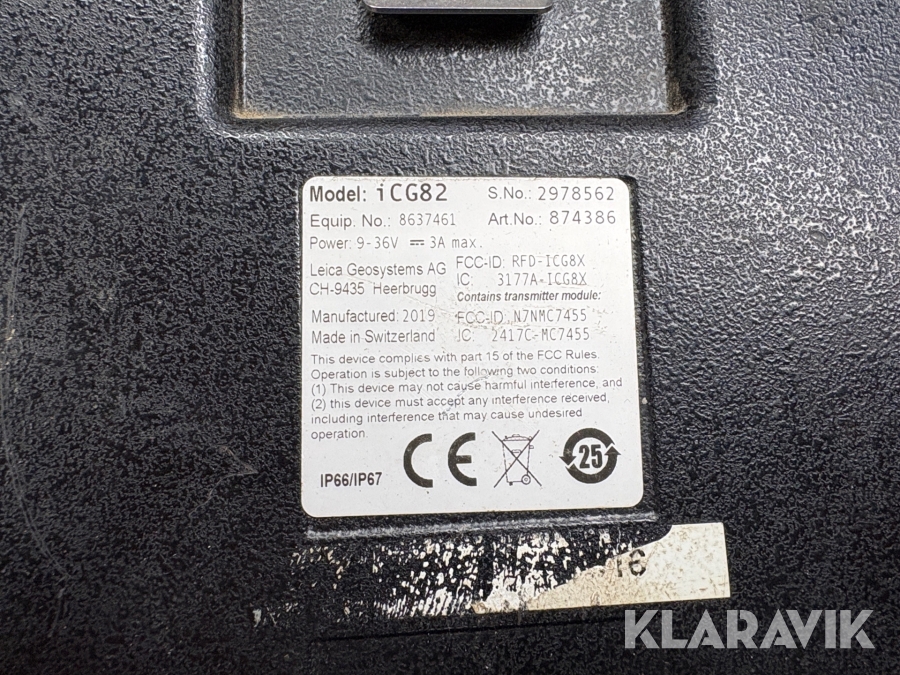 Model: iCG82 S.No.: 2978562
Equip. No.: 8637461 Art.No.: 874386
Power: 9-36V ⎓ 3A max.
Leica Geosystems AG FCC-ID: RFD-ICG8X
CH-9435 Heerbrugg IC: 3177A-ICG8X
Contains transmitter module:
Manufactured: 2019 FCC-ID: N7NMC7455
Made in Switzerland IC: 2417C-MC7455
This device complies with part 15 of the FCC Rules.
Operation is subject to the following two conditions:
(1) This device may not cause harmful interference, and
(2) this device must accept any interference received,
including interference that may cause undesired
operation.
IP66/IP67 CE 25
16
KLARAVIK